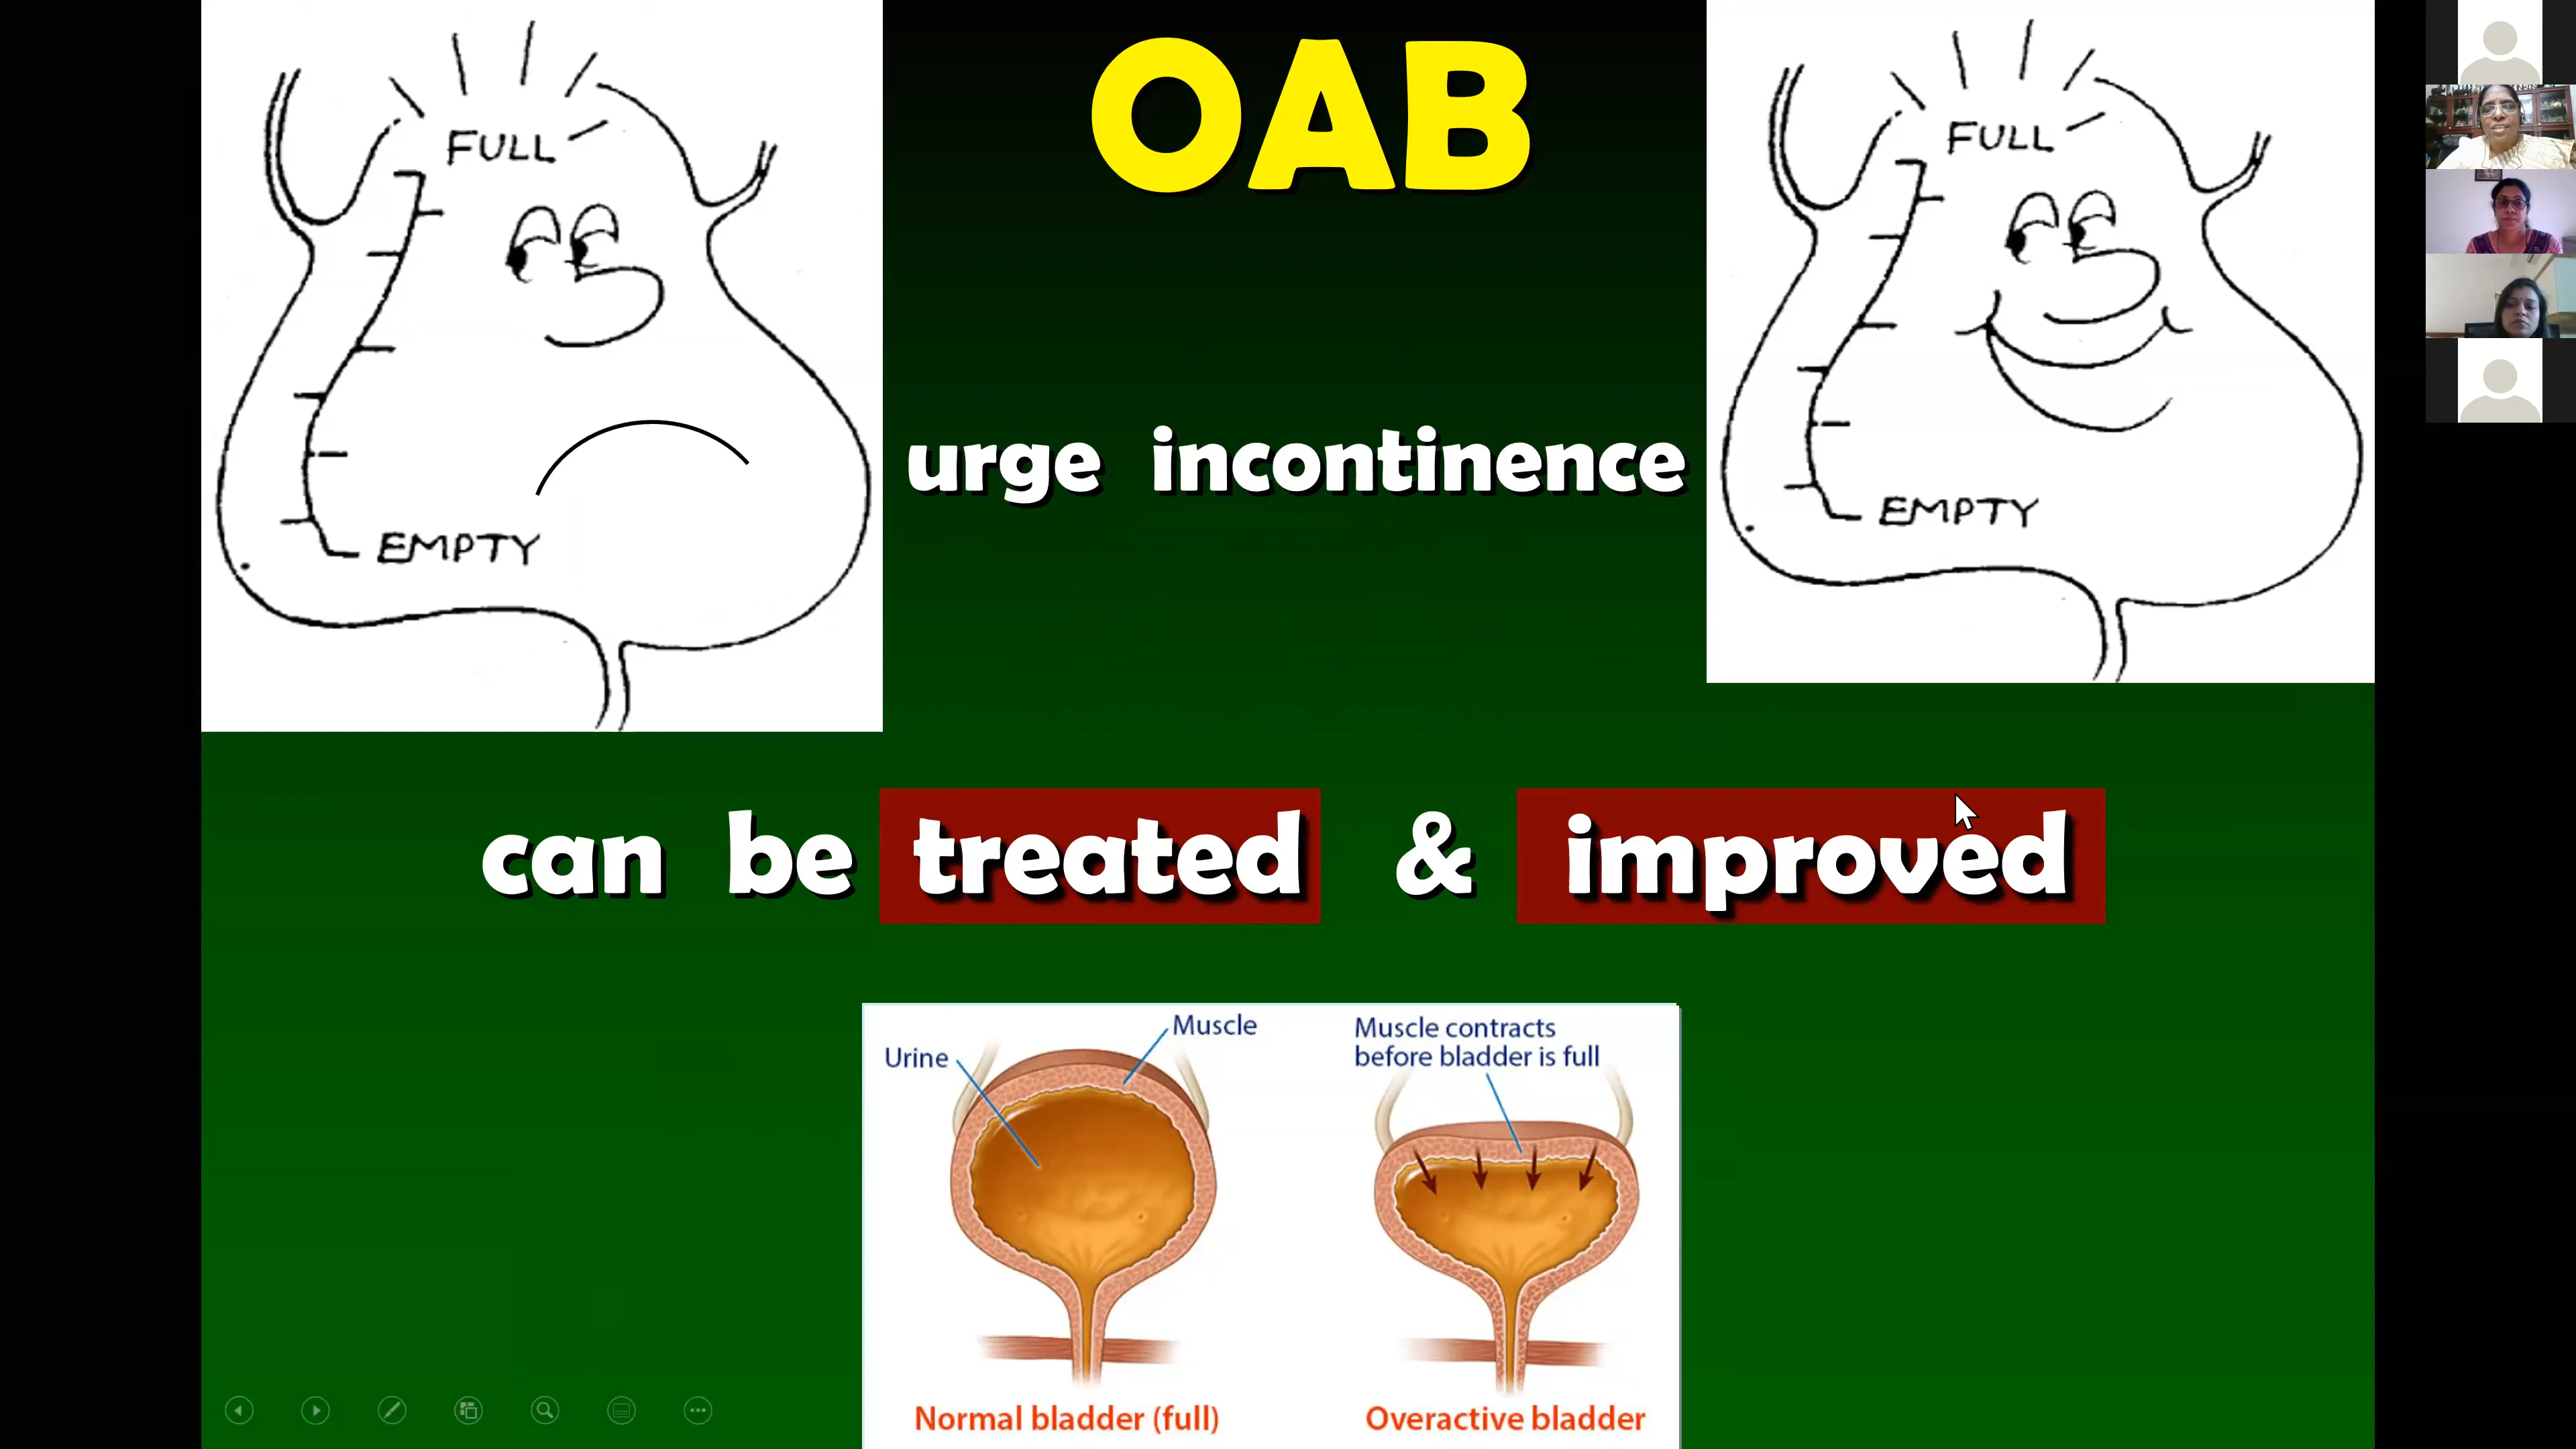 OAB
FULL
EMPTY
urge incontinence
FULL
EMPTY
can be treated & improved
Urine
Muscle
Muscle contracts
before bladder is full
Normal bladder (full)
Overactive bladder